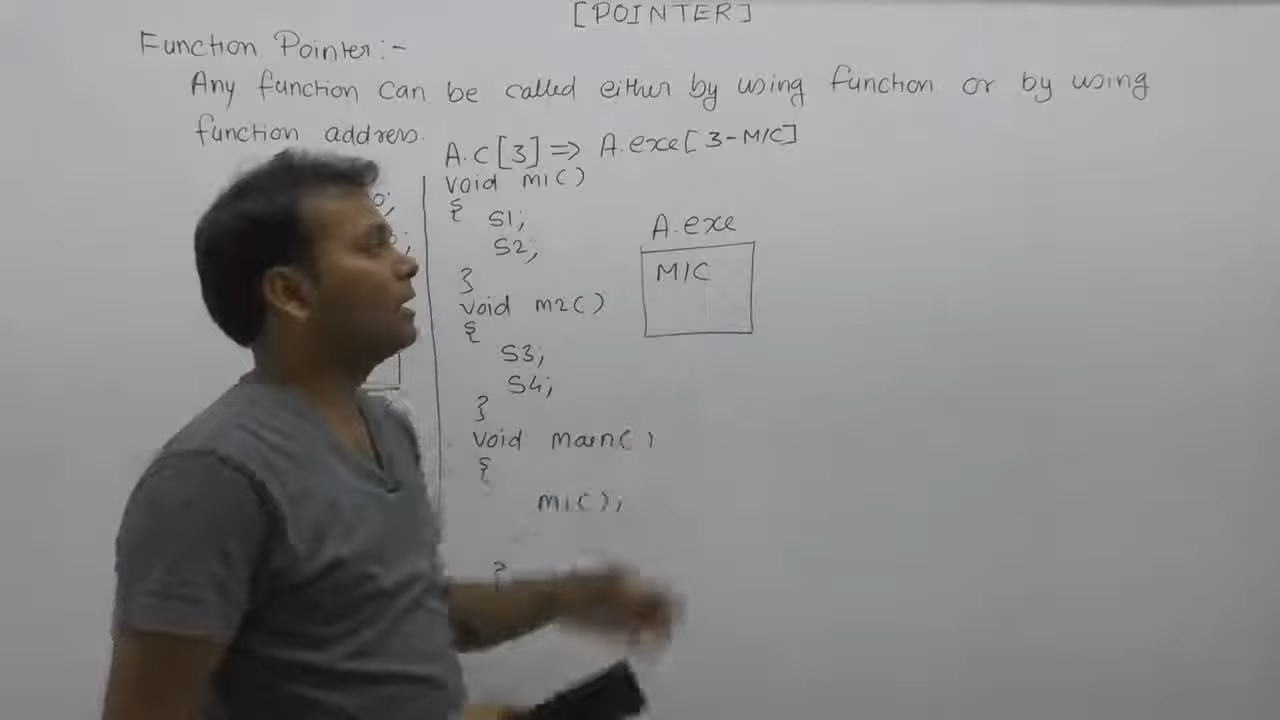 [POINTER]
Function Pointer:-
Any function can be called either by using function or by using
function address.
A.C[3] => A.exe[3-M/C]
void m1()
{
S1;
S2;
}
void m2()
{
S3;
S4;
}
void main()
{
m1();
}
A.exe
M/C